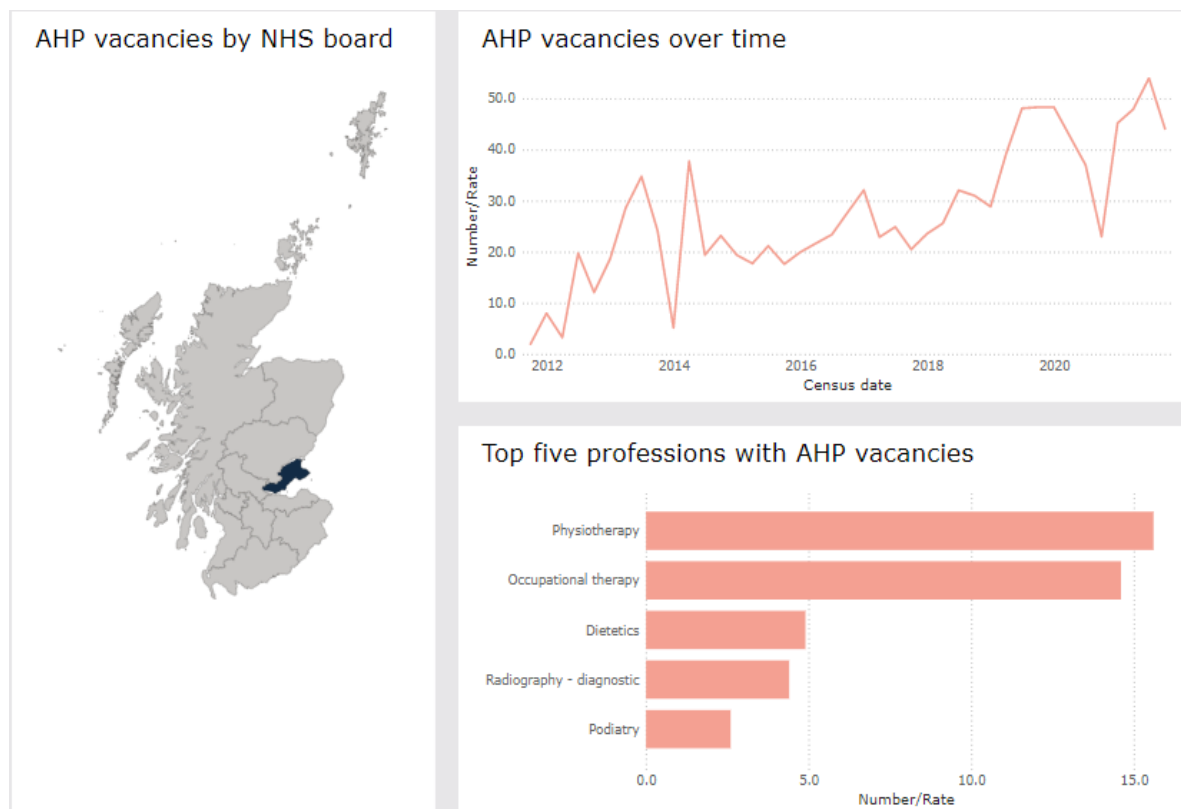 AHP vacancies by NHS board
AHP vacancies over time
50.0
40.0
30.0
20.0
10.0
0.0
Number/Rate
2012 2014 2016 2018 2020
Census date
Top five professions with AHP vacancies
Physiotherapy
Occupational therapy
Dietetics
Radiography - diagnostic
Podiatry
0.0 5.0 10.0 15.0
Number/Rate